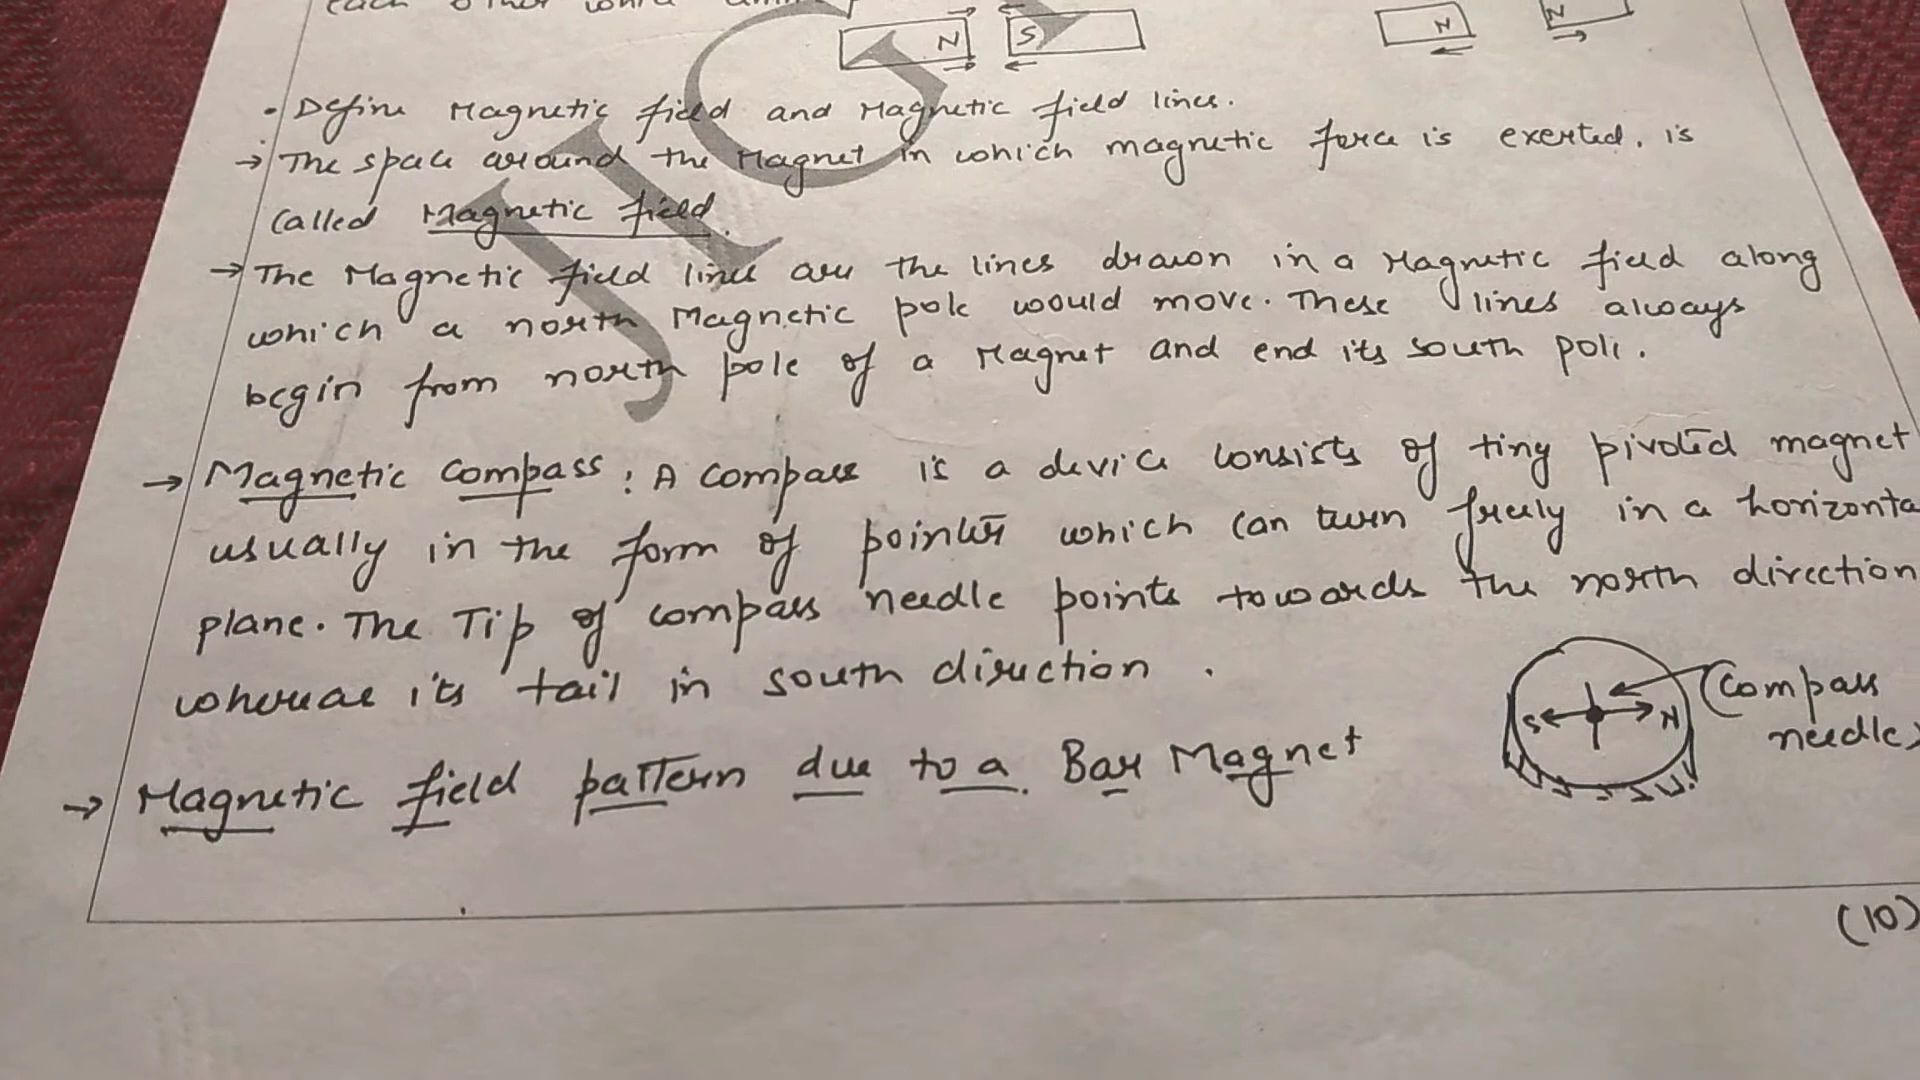 each other
N S N N
• Define Magnetic field and Magnetic field lines.
→ The space around the Magnet in which magnetic force is exerted, is
called Magnetic field.
→ The Magnetic field lines are the lines drawn in a Magnetic field along
which a north Magnetic pole would move. These lines always
begin from north pole of a Magnet and end its south pole.
→ Magnetic compass : A compass is a device consists of tiny pivoted magnet
usually in the form of pointer which can turn freely in a horizonta
plane. The Tip of compass needle points towards the north direction
whereas its tail in south direction .
S N Compass
needle
→ Magnetic field pattern due to a Bar Magnet
(10)
JIGY